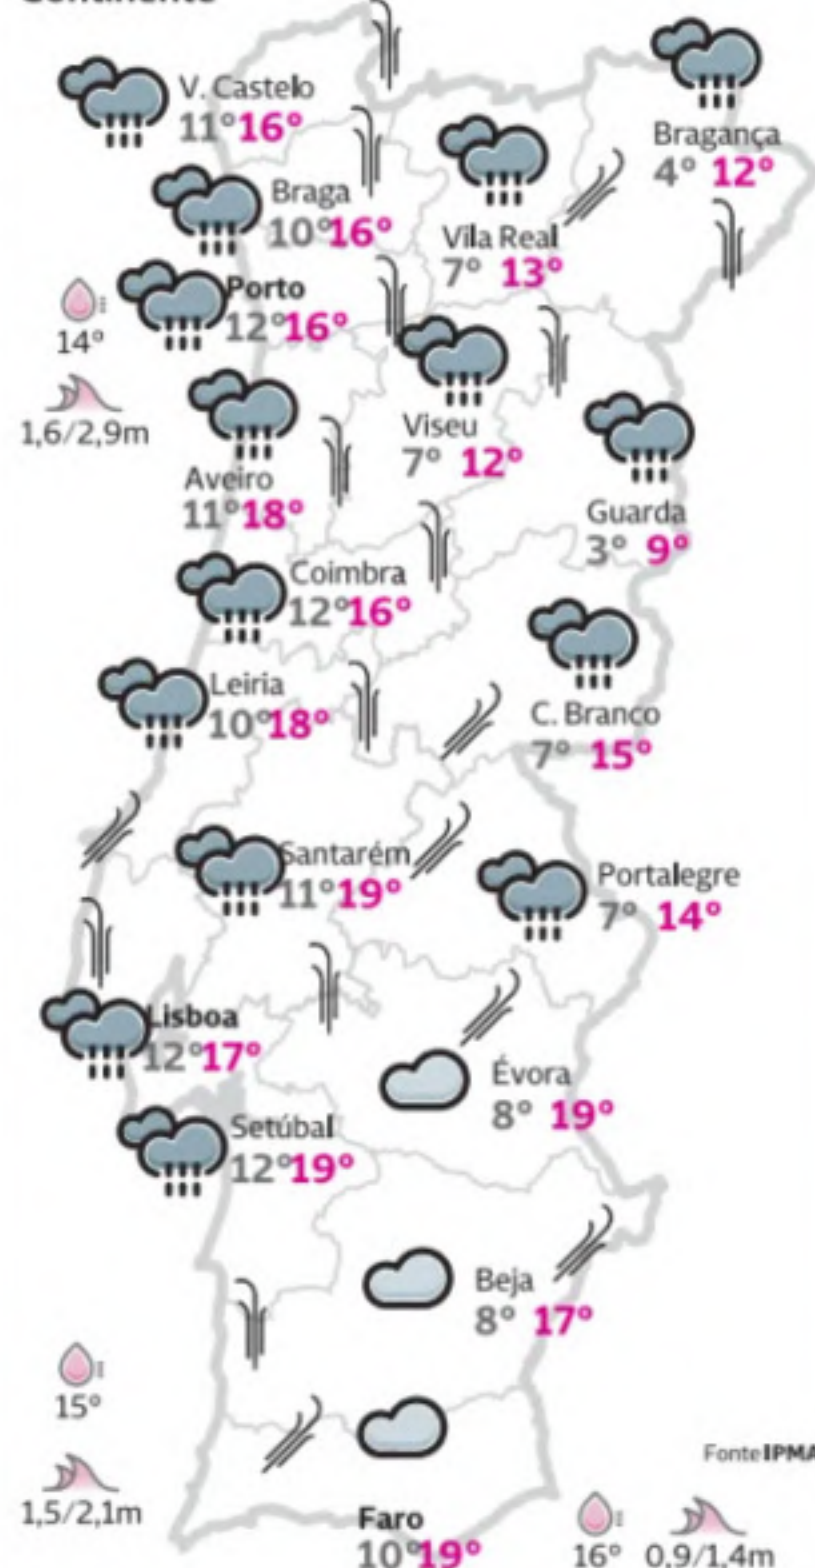 Continente
V. Castelo
11° 16°
Bragança
4° 12°
Braga
10° 16°
Vila Real
7° 13°
Porto
12° 16°
14°
1,6/2,9m
Viseu
7° 12°
Aveiro
11° 18°
Guarda
3° 9°
Coimbra
12° 16°
Leiria
10° 18°
C. Branco
7° 15°
Santarém
11° 19°
Portalegre
7° 14°
Lisboa
12° 17°
Évora
8° 19°
Setúbal
12° 19°
Beja
8° 17°
15°
1,5/2,1m
Fonte IPMA
Faro
10° 19°
16° 0,9/1,4m